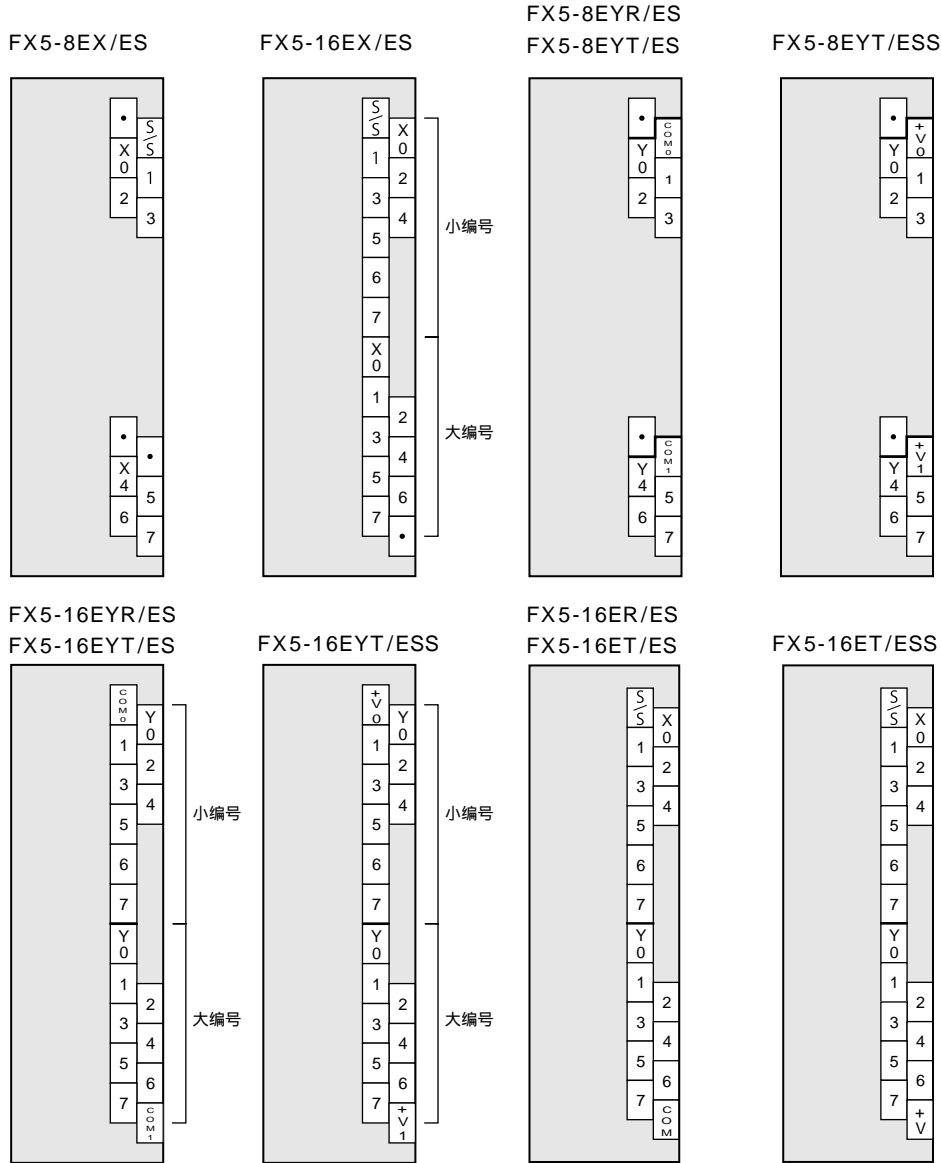 FX5-8EX/ES
•
S/S
X0
1
2
3
•
•
X4
5
6
7
FX5-16EX/ES
S/S
X0
1
2
3
4
5
6
7
小编号
X0
1
2
3
4
5
6
7
•
大编号
FX5-8EYR/ES
FX5-8EYT/ES
•
COM0
Y0
1
2
3
•
COM1
Y4
5
6
7
FX5-8EYT/ESS
•
+V0
Y0
1
2
3
•
+V1
Y4
5
6
7
FX5-16EYR/ES
FX5-16EYT/ES
COM0
Y0
1
2
3
4
5
6
7
小编号
Y0
1
2
3
4
5
6
7
COM1
大编号
FX5-16EYT/ESS
+V0
Y0
1
2
3
4
5
6
7
小编号
Y0
1
2
3
4
5
6
7
+V1
大编号
FX5-16ER/ES
FX5-16ET/ES
S/S
X0
1
2
3
4
5
6
7
Y0
1
2
3
4
5
6
7
COM
FX5-16ET/ESS
S/S
X0
1
2
3
4
5
6
7
Y0
1
2
3
4
5
6
7
+V